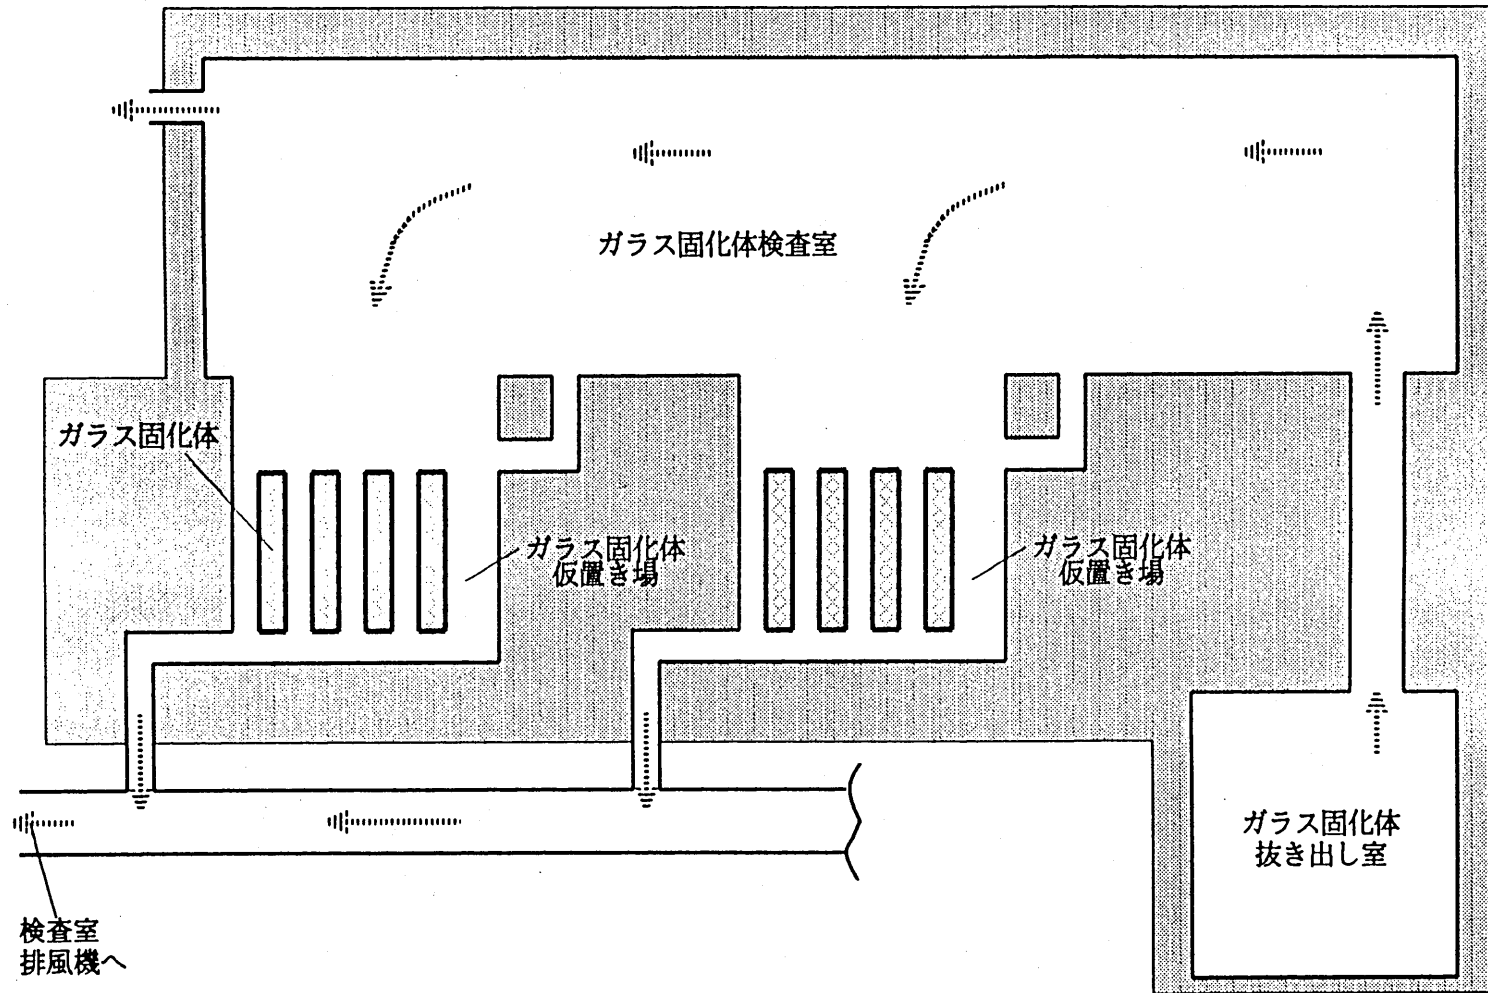 ガラス固化体検査室
ガラス固化体
ガラス固化体
仮置き場
ガラス固化体
仮置き場
ガラス固化体
抜き出し室
検査室
排風機へ